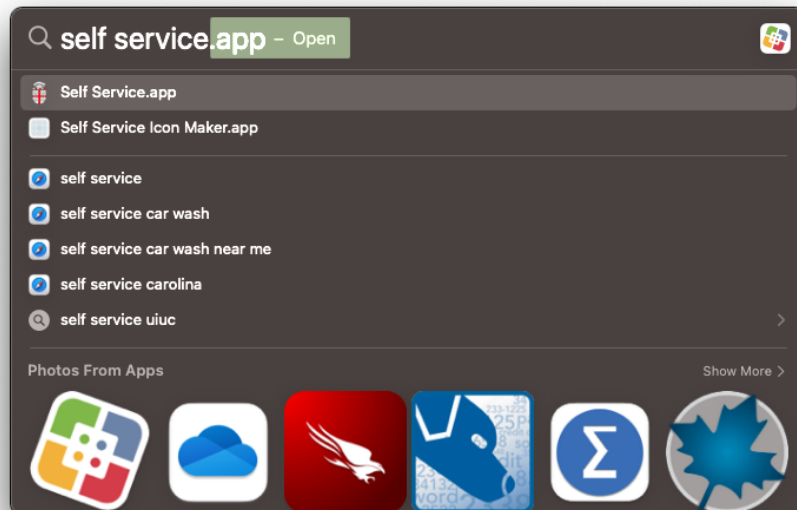 self service.app – Open
Self Service.app
Self Service Icon Maker.app
self service
self service car wash
self service car wash near me
self service carolina
self service uiuc
Photos From Apps
Show More
Σ